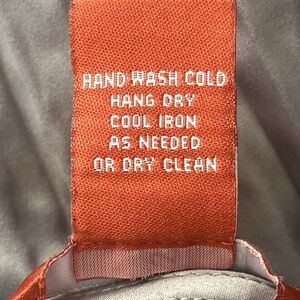 HAND WASH COLD
HANG DRY
COOL IRON
AS NEEDED
OR DRY CLEAN